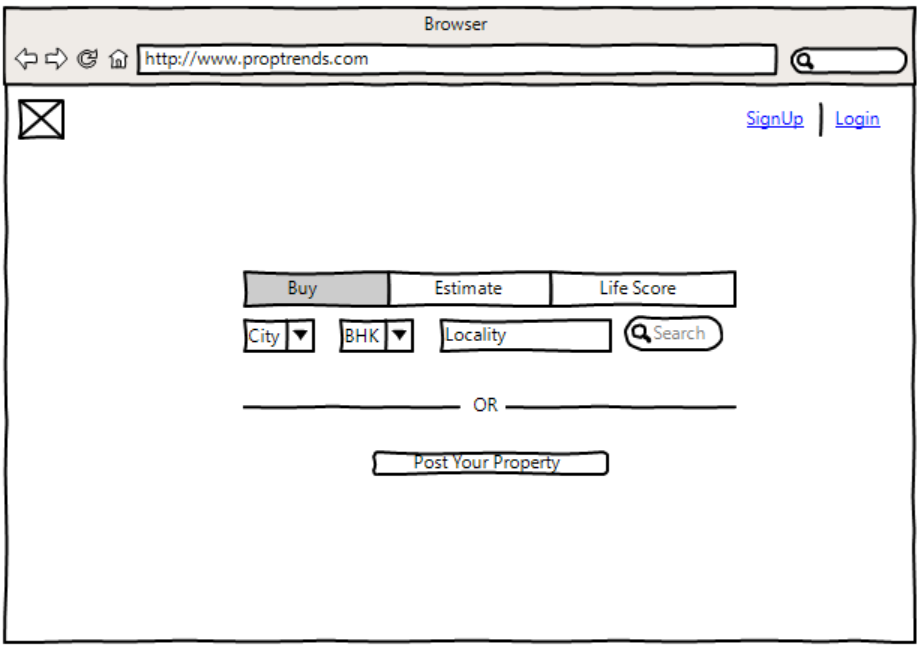 Browser
http://www.proptrends.com
SignUp Login
Buy Estimate Life Score
City BHK Locality Search
OR
Post Your Property